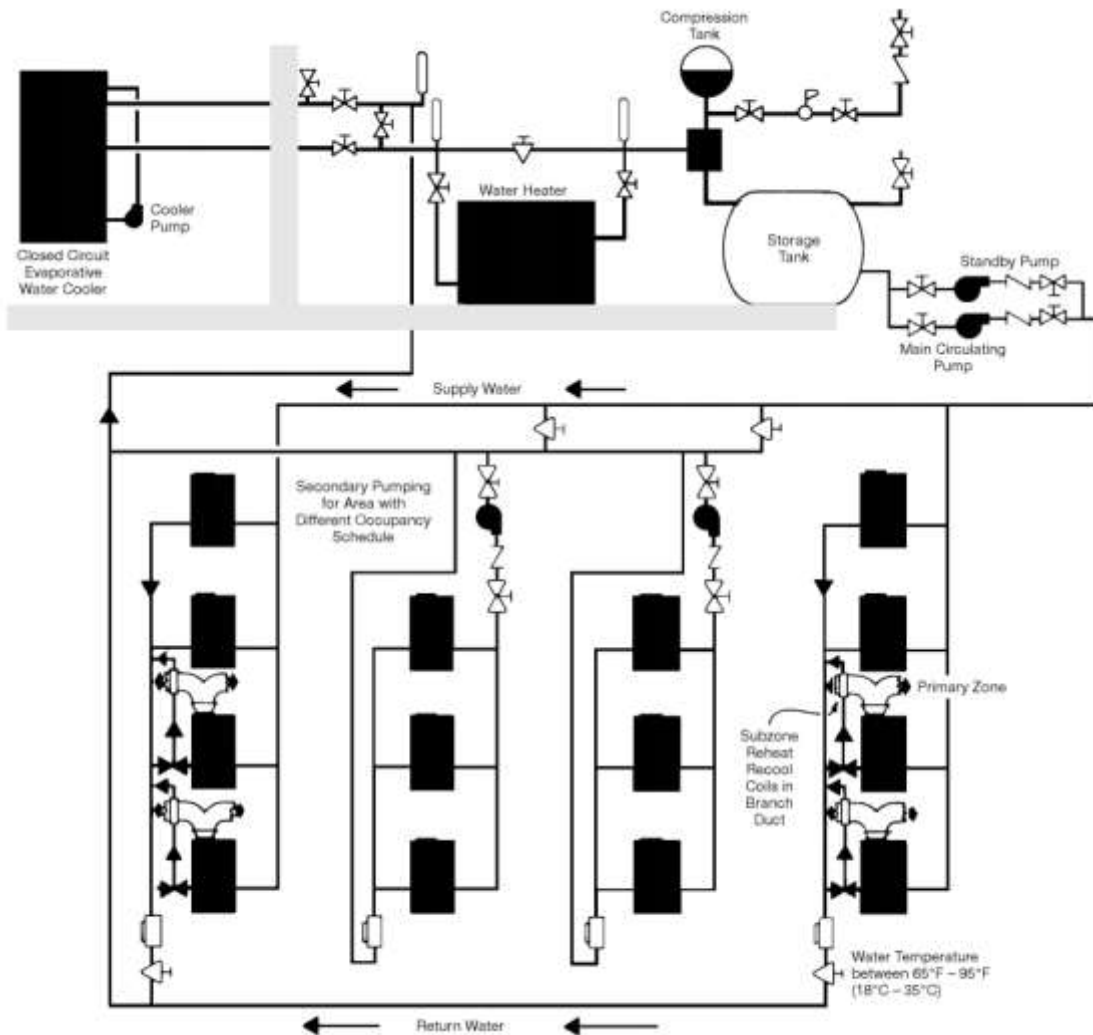 Compression
Tank
Water Heater
Cooler
Pump
Closed Circuit
Evaporative
Water Cooler
Storage
Tank
Standby Pump
Main Circulating
Pump
Supply Water
Secondary Pumping
for Area with
Different Occupancy
Schedule
Primary Zone
Subzone
Reheat
Recool
Coils in
Branch
Duct
Water Temperature
between 65°F – 95°F
(18°C – 35°C)
Return Water